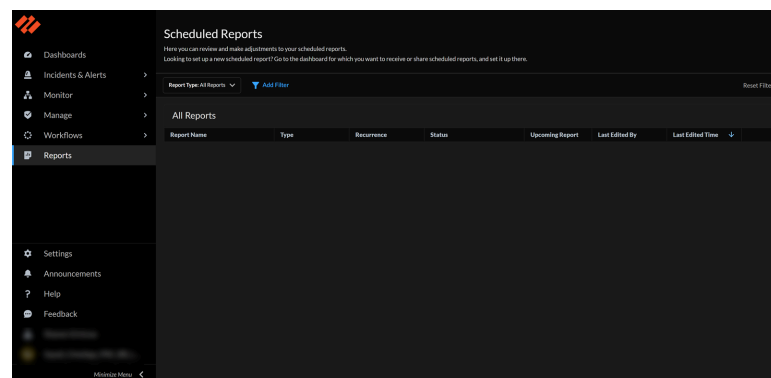 Scheduled Reports
Here you can review and make adjustments to your scheduled reports.
Looking to set up a new scheduled report? Go to the dashboard for which you want to receive or share scheduled reports, and set it up there.
Report Type: All Reports
Add Filter
Reset Filte
All Reports
Report Name Type Recurrence Status Upcoming Report Last Edited By Last Edited Time
Dashboards
Incidents & Alerts
Monitor
Manage
Workflows
Reports
Settings
Announcements
Help
Feedback
Minimize Menu